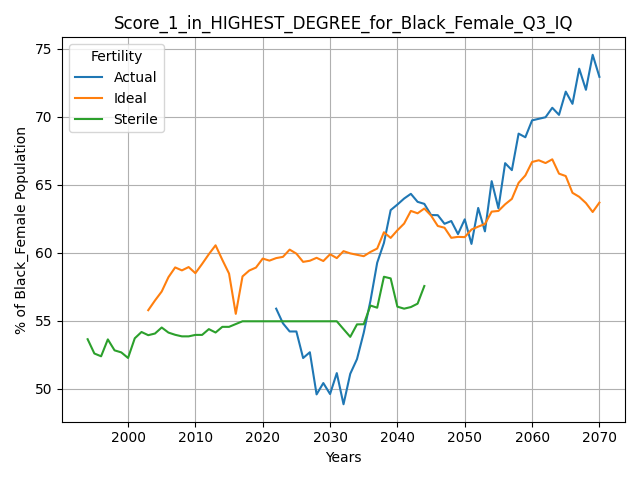 Score_1_in_HIGHEST_DEGREE_for_Black_Female_Q3_IQ
Fertility
Actual
Ideal
Sterile
% of Black_Female Population
75
70
65
60
55
50
2000 2010 2020 2030 2040 2050 2060 2070
Years